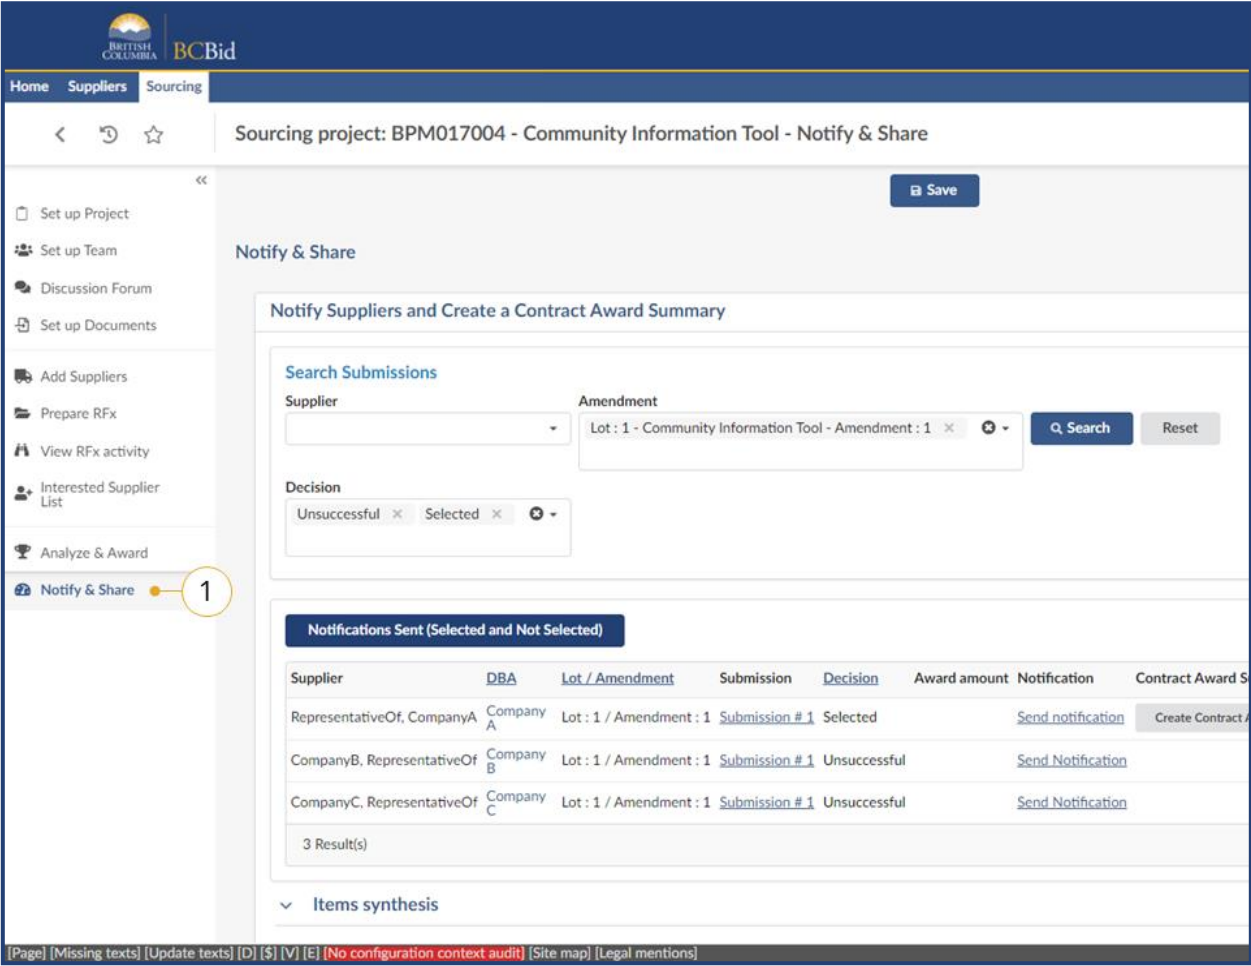 BRITISH
COLUMBIA
BCBid
Home Suppliers Sourcing
Sourcing project: BPM017004 - Community Information Tool - Notify & Share
Save
Set up Project
Set up Team
Discussion Forum
Set up Documents
Add Suppliers
Prepare RFx
View RFx activity
Interested Supplier
List
Analyze & Award
Notify & Share
1
Notify & Share
Notify Suppliers and Create a Contract Award Summary
Search Submissions
Supplier Amendment
Lot : 1 - Community Information Tool - Amendment : 1
Search Reset
Decision
Unsuccessful Selected
Notifications Sent (Selected and Not Selected)
Supplier DBA Lot / Amendment Submission Decision Award amount Notification Contract Award S
RepresentativeOf, CompanyA Company A Lot : 1 / Amendment : 1 Submission # 1 Selected Send notification Create Contract A
CompanyB, RepresentativeOf Company B Lot : 1 / Amendment : 1 Submission # 1 Unsuccessful Send Notification
CompanyC, RepresentativeOf Company C Lot : 1 / Amendment : 1 Submission # 1 Unsuccessful Send Notification
3 Result(s)
Items synthesis
[Page] [Missing texts] [Update texts] [D] [$] [V] [E] [No configuration context audit] [Site map] [Legal mentions]